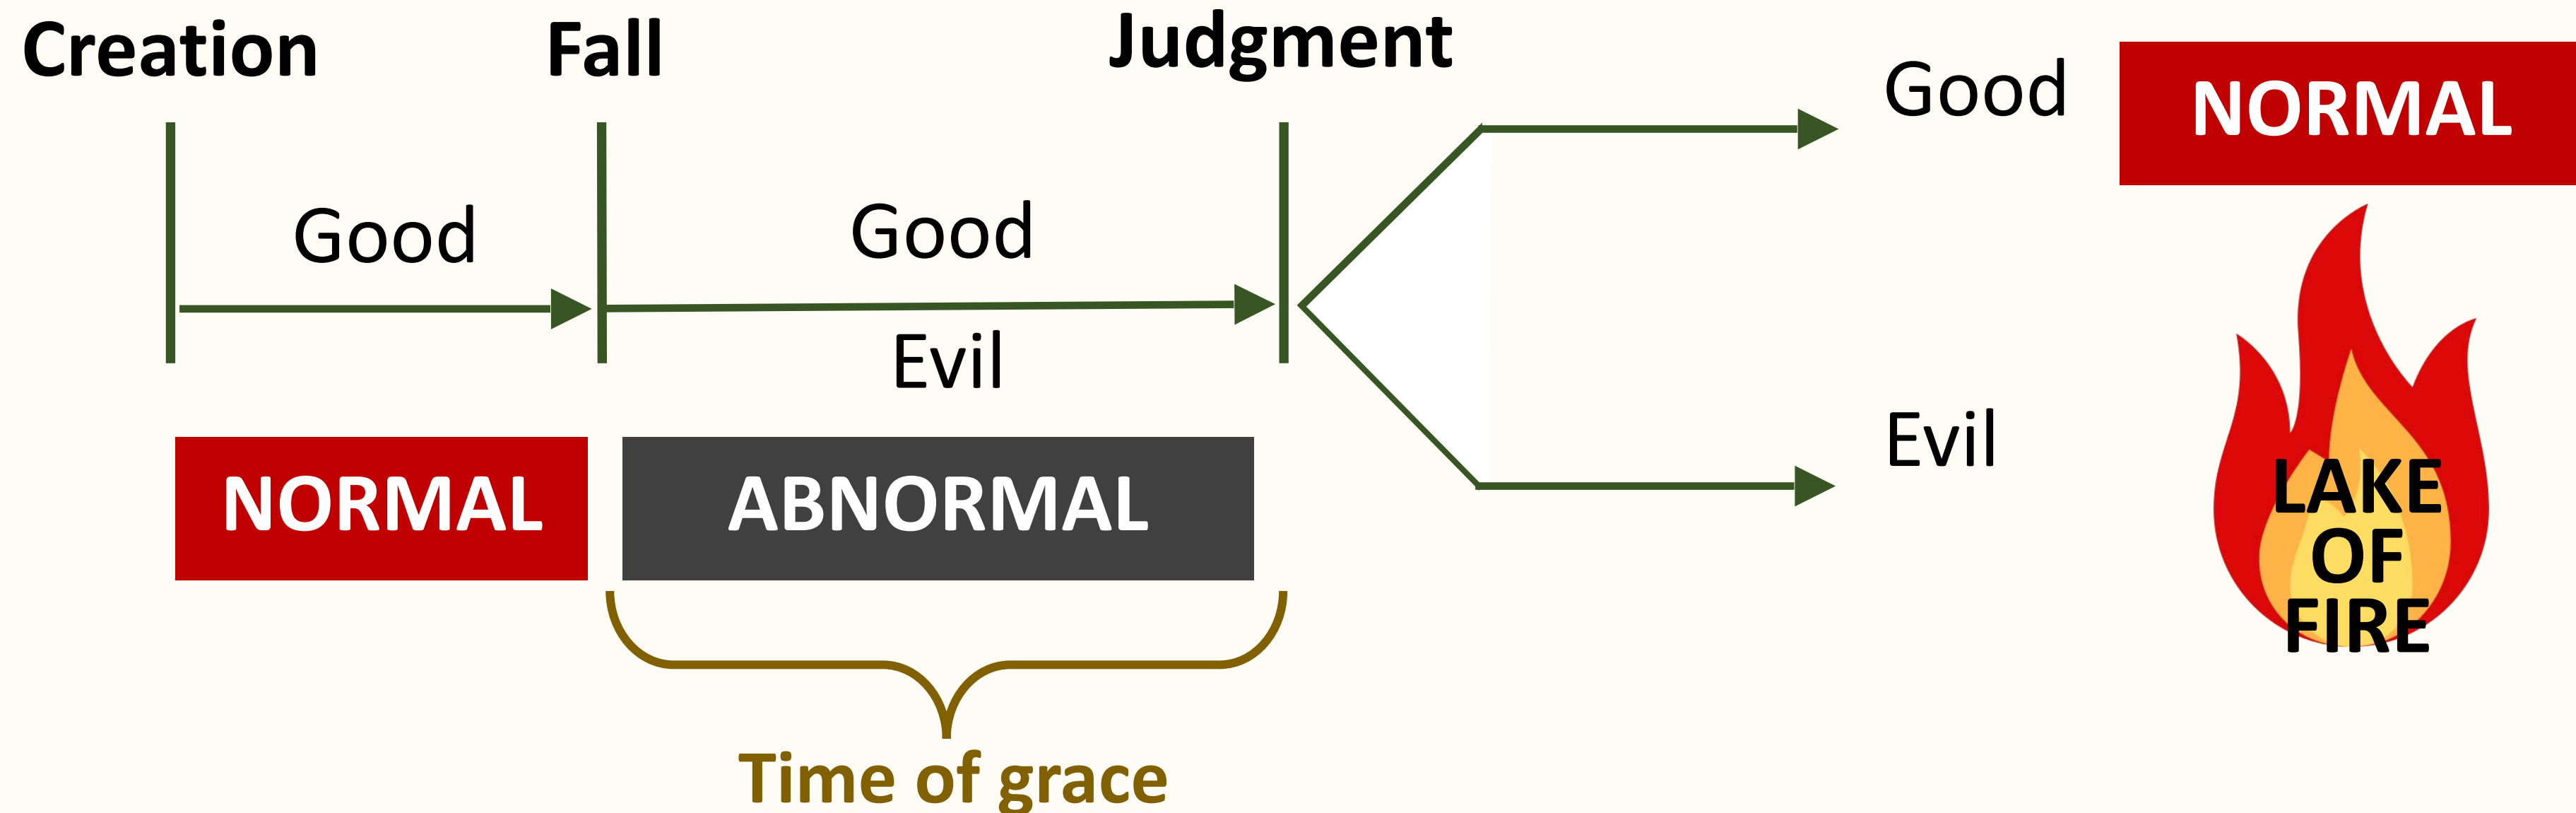 Creation
Fall
Judgment
Good
NORMAL
Good
Good
Evil
Evil
NORMAL
ABNORMAL
LAKE
OF
FIRE
Time of grace